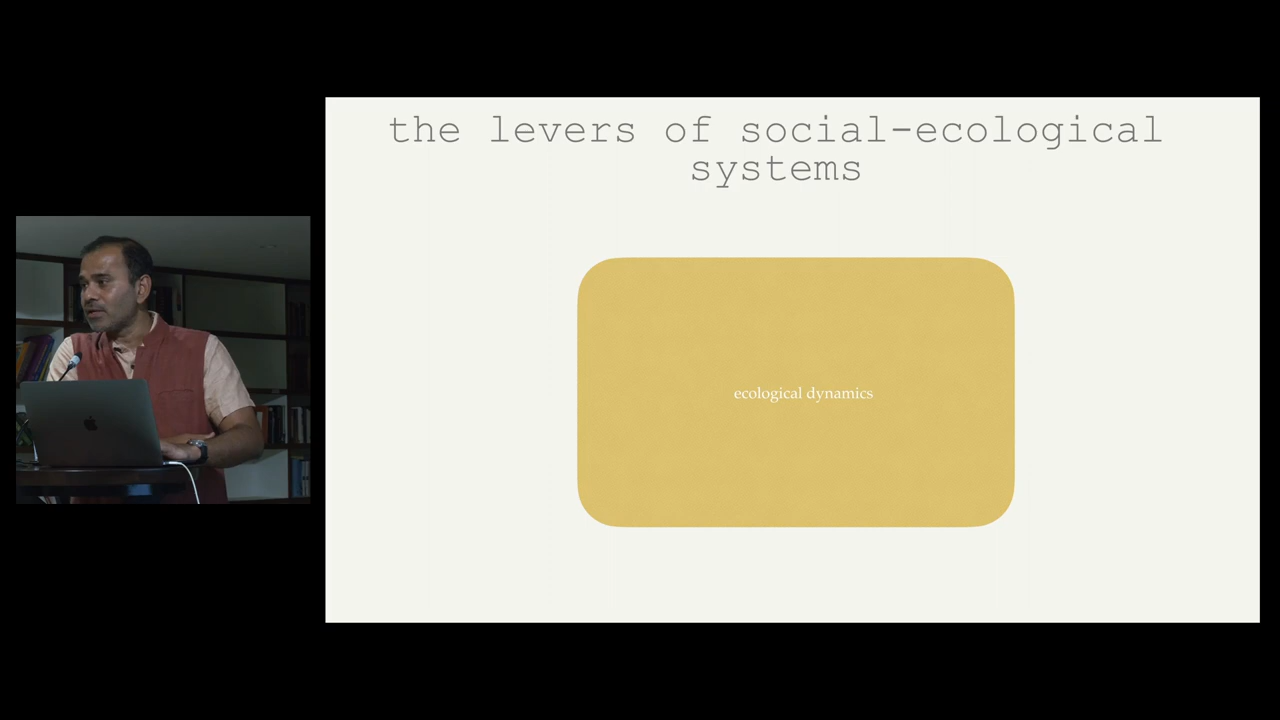 the levers of social-ecological
systems
ecological dynamics